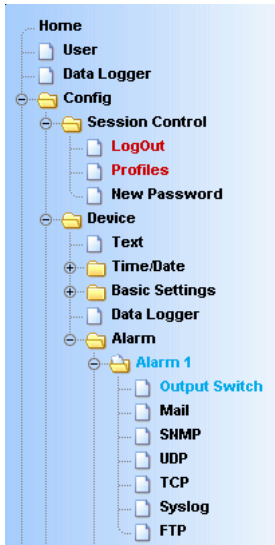 Home
User
Data Logger
Config
Session Control
LogOut
Profiles
New Password
Device
Text
Time/Date
Basic Settings
Data Logger
Alarm
Alarm 1
Output Switch
Mail
SNMP
UDP
TCP
Syslog
FTP